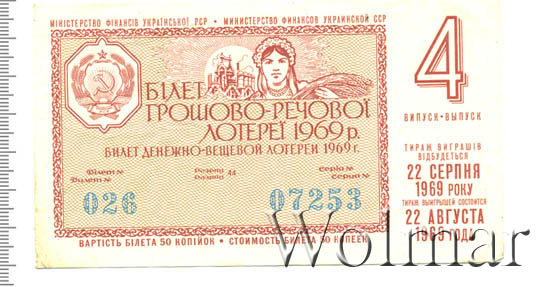 МІНІСТЕРСТВО ФІНАНСІВ УКРАЇНСЬКОЇ РСР • МИНИСТЕРСТВО ФИНАНСОВ УКРАИНСКОЙ ССР
БІЛЕТ
ГРОШОВО-РЕЧОВОЇ
ЛОТЕРЕЇ 1969 р.
БИЛЕТ ДЕНЕЖНО-ВЕЩЕВОЙ ЛОТЕРЕИ 1969 г.
Білет № Розряд Серія №
Билет № Разряд 44 Серия №
026 07253
ВАРТІСТЬ БІЛЕТА 50 КОПІЙОК • СТОИМОСТЬ БИЛЕТА 50 КОПЕЕК
4
ВИПУСК • ВЫПУСК
ТИРАЖ ВИГРАШІВ
ВІДБУДЕТЬСЯ
22 СЕРПНЯ
1969 РОКУ
ТИРАЖ ВЫИГРЫШЕЙ СОСТОИТСЯ
22 АВГУСТА
1969 ГОДА
Wolmar